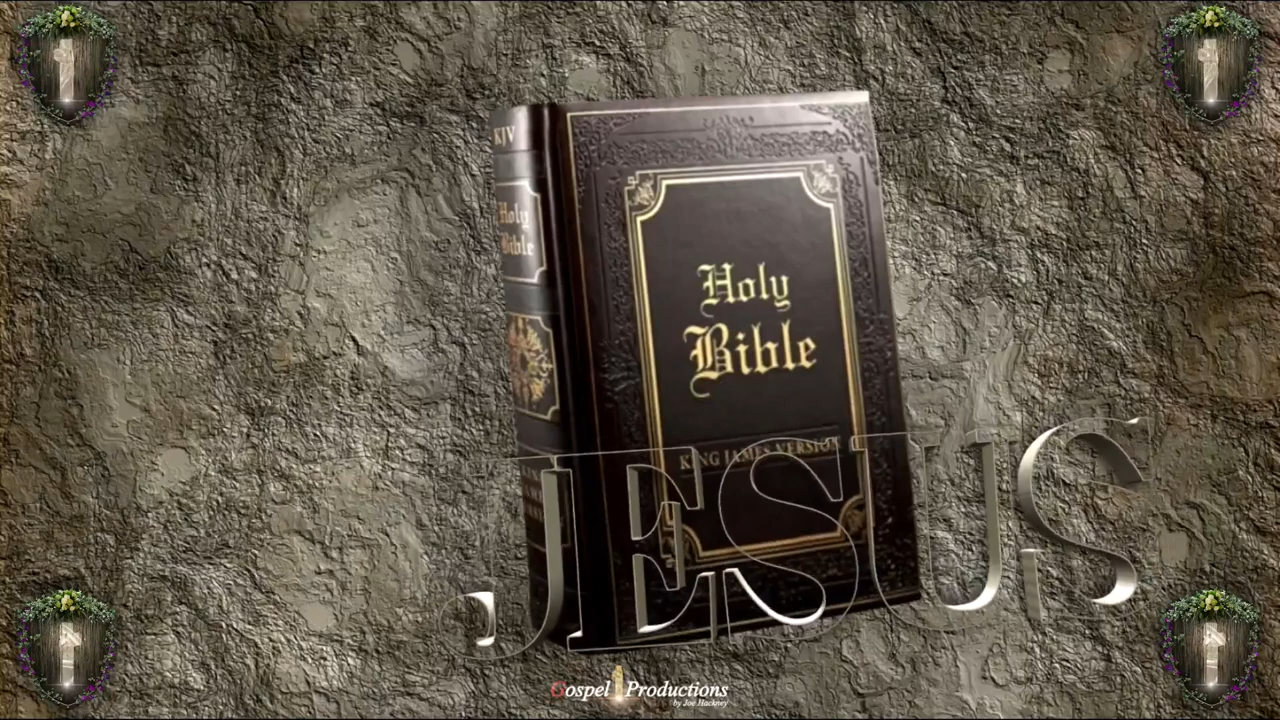 KJV
Holy
Bible
Holy
Bible
KING JAMES VERSION
JESUS
Gospel Productions
by Joe Hackney